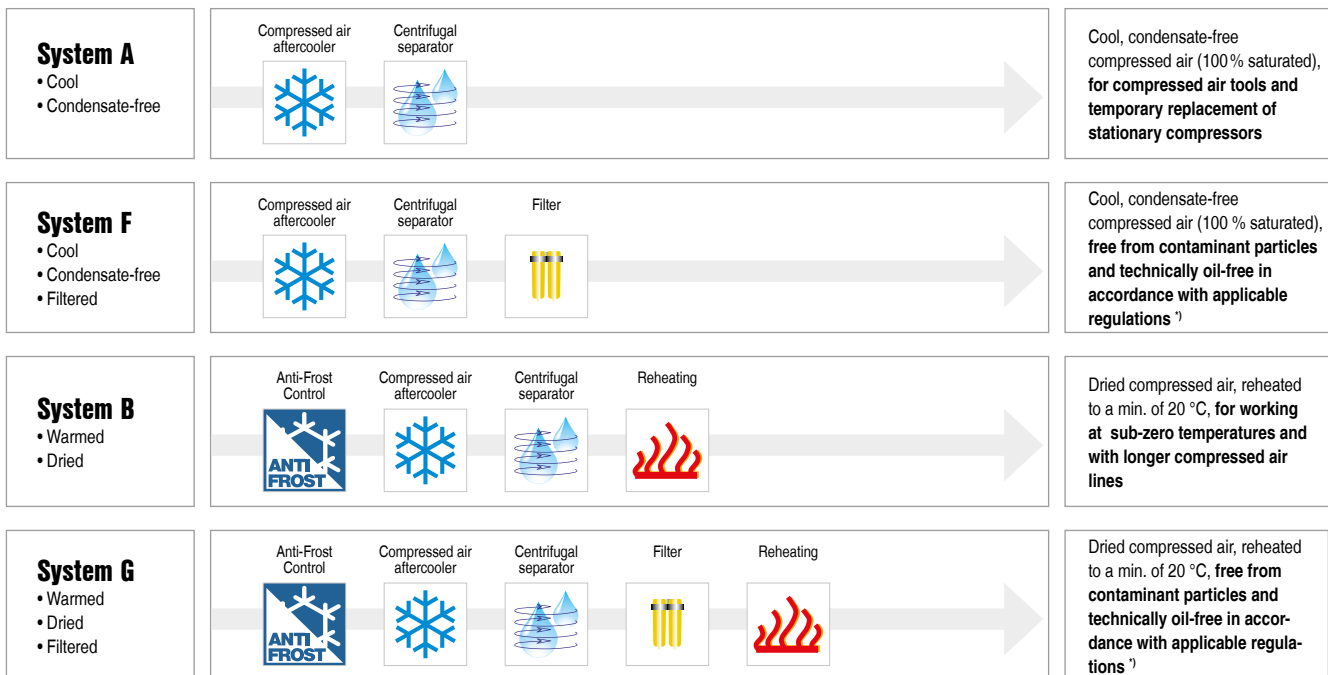 System A
• Cool
• Condensate-free
Compressed air
aftercooler
Centrifugal
separator
Cool, condensate-free
compressed air (100 % saturated),
for compressed air tools and
temporary replacement of
stationary compressors
System F
• Cool
• Condensate-free
• Filtered
Compressed air
aftercooler
Centrifugal
separator
Filter
Cool, condensate-free
compressed air (100 % saturated),
free from contaminant particles
and technically oil-free in
accordance with applicable
regulations *)
System B
• Warmed
• Dried
Anti-Frost
Control
ANTI
FROST
Compressed air
aftercooler
Centrifugal
separator
Reheating
Dried compressed air, reheated
to a min. of 20 °C, for working
at sub-zero temperatures and
with longer compressed air
lines
System G
• Warmed
• Dried
• Filtered
Anti-Frost
Control
ANTI
FROST
Compressed air
aftercooler
Centrifugal
separator
Filter
Reheating
Dried compressed air, reheated
to a min. of 20 °C, free from
contaminant particles and
technically oil-free in accor-
dance with applicable regula-
tions *)